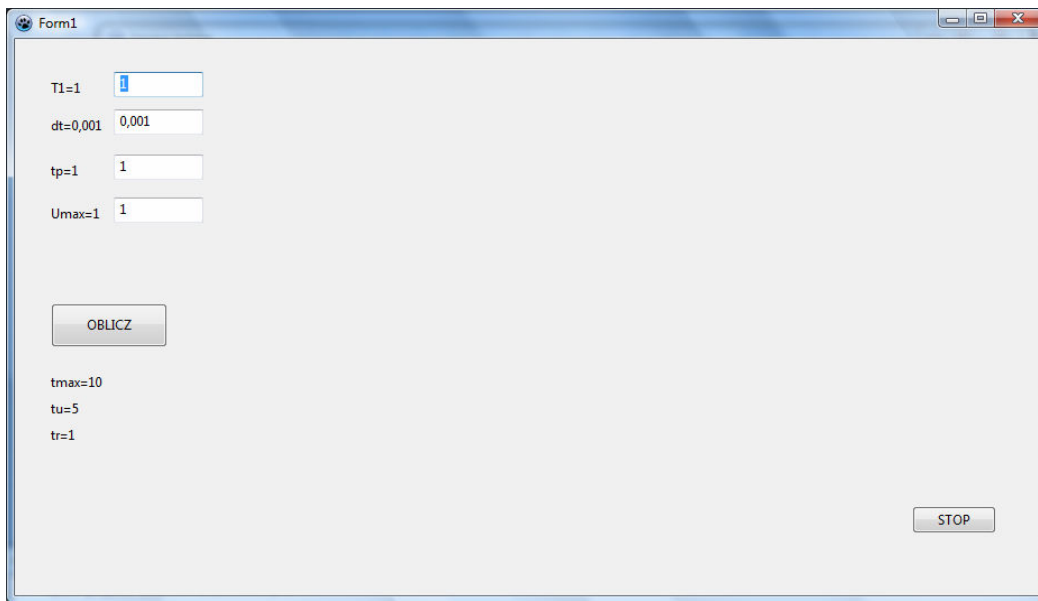 Form1
T1=1 1
dt=0,001 0,001
tp=1 1
Umax=1 1
OBLICZ
tmax=10
tu=5
tr=1
STOP